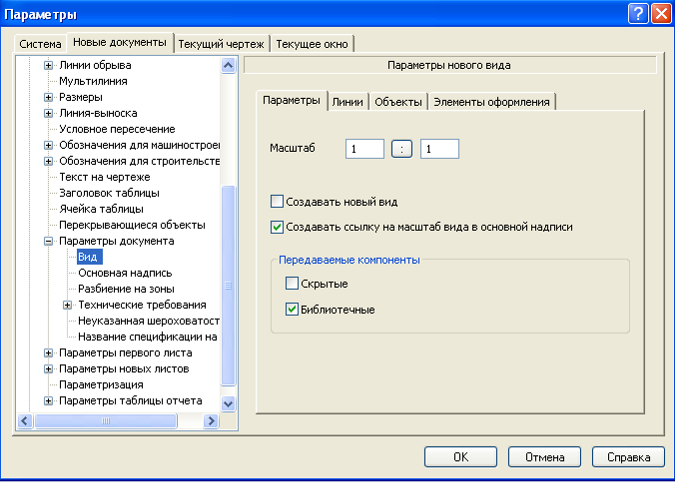 Параметры
Система
Новые документы
Текущий чертеж
Текущее окно
Линии обрыва
Мультилиния
Размеры
Линия-выноска
Условное пересечение
Обозначения для машинострое
Обозначения для строительств
Текст на чертеже
Заголовок таблицы
Ячейка таблицы
Перекрывающиеся объекты
Параметры документа
Вид
Основная надпись
Разбиение на зоны
Технические требования
Неуказанная шероховатост
Название спецификации на
Параметры первого листа
Параметры новых листов
Параметризация
Параметры таблицы отчета
Параметры нового вида
Параметры
Линии
Объекты
Элементы оформления
Масштаб 1 : 1
Создавать новый вид
Создавать ссылку на масштаб вида в основной надписи
Передаваемые компоненты
Скрытые
Библиотечные
OK
Отмена
Справка